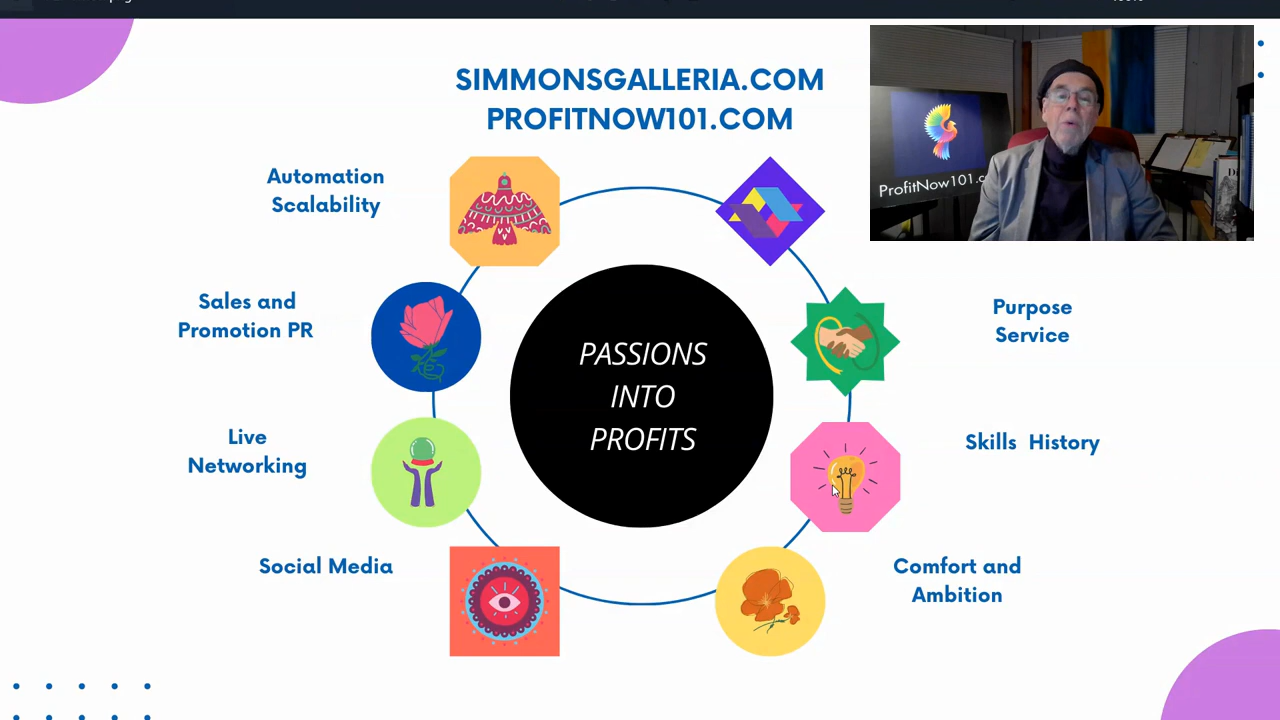 SIMMONSGALLERIA.COM
PROFITNOW101.COM
Automation
Scalability
Sales and
Promotion PR
Live
Networking
Social Media
PASSIONS
INTO
PROFITS
Purpose
Service
Skills History
Comfort and
Ambition
ProfitNow101.c